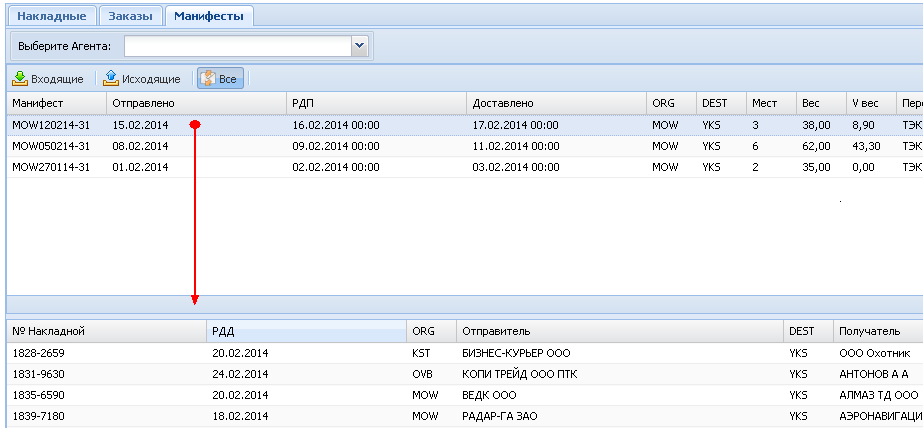 Накладные Заказы Манифесты
Выберите Агента:
Входящие Исходящие Все
Манифест Отправлено РДП Доставлено ORG DEST Мест Вес V вес
MOW120214-31 15.02.2014 16.02.2014 00:00 17.02.2014 00:00 MOW YKS 3 38,00 8,90 ТЭК
MOW050214-31 08.02.2014 09.02.2014 00:00 11.02.2014 00:00 MOW YKS 6 62,00 43,30 ТЭК
MOW270114-31 01.02.2014 02.02.2014 00:00 03.02.2014 00:00 MOW YKS 2 35,00 0,00 ТЭК
№ Накладной РДД ORG Отправитель DEST Получатель
1828-2659 20.02.2014 KST БИЗНЕС-КУРЬЕР ООО YKS ООО Охотник
1831-9630 24.02.2014 OVB КОПИ ТРЕЙД ООО ПТК YKS АНТОНОВ А А
1835-6590 20.02.2014 MOW ВЕДК ООО YKS АЛМАЗ ТД ООО
1839-7180 18.02.2014 MOW РАДАР-ГА ЗАО YKS АЭРОНАВИГАЦИ